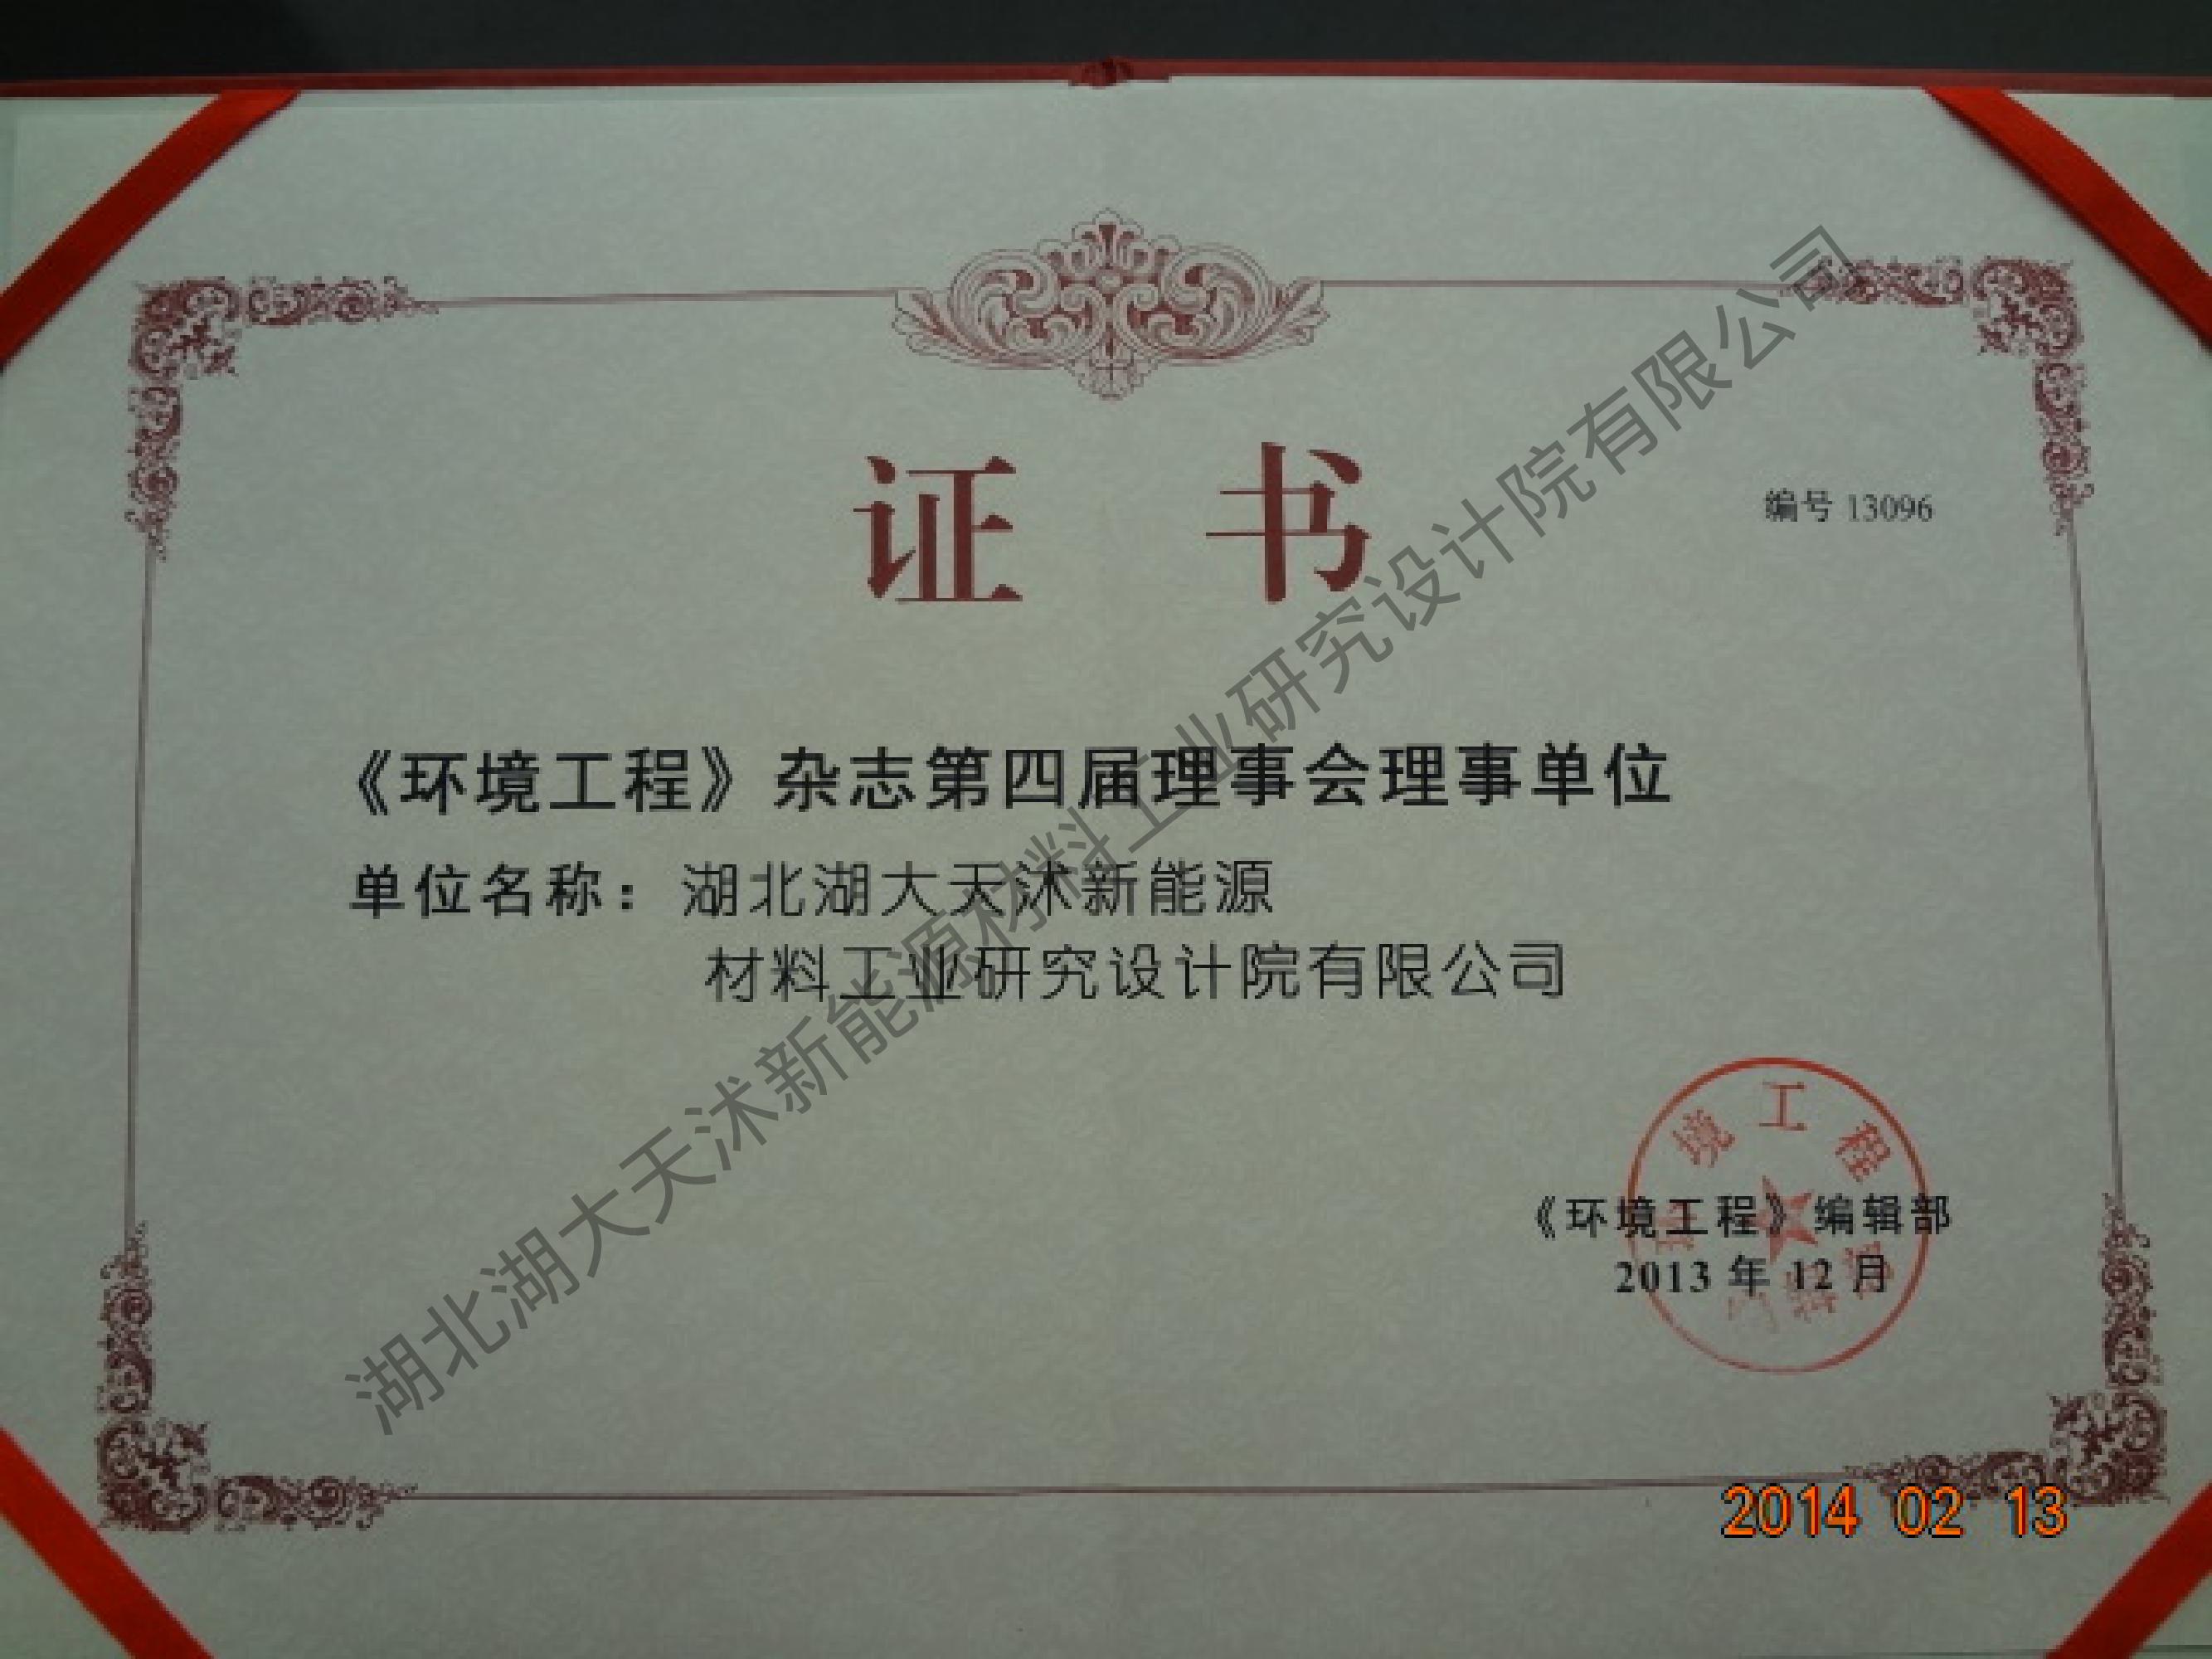 证 书
编号 13096
《环境工程》杂志第四届理事会理事单位
单位名称：湖北湖大天沭新能源
材料工业研究设计院有限公司
《环境工程》编辑部
2013 年 12 月
境工程
2014 02 13
湖北湖大天沭新能源材料工业研究设计院有限公司